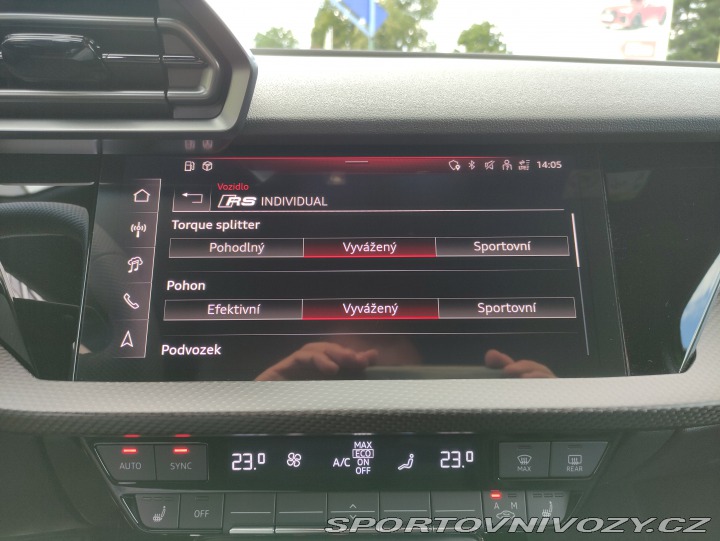 14:05
Vozidlo
RS INDIVIDUAL
Torque splitter
Pohodlný Vyvážený Sportovní
Pohon
Efektivní Vyvážený Sportovní
Podvozek
AUTO SYNC 23.0 A/C MAX ECO ON OFF 23.0 MAX REAR
OFF A M
SPORTOVNIVOZY.CZ